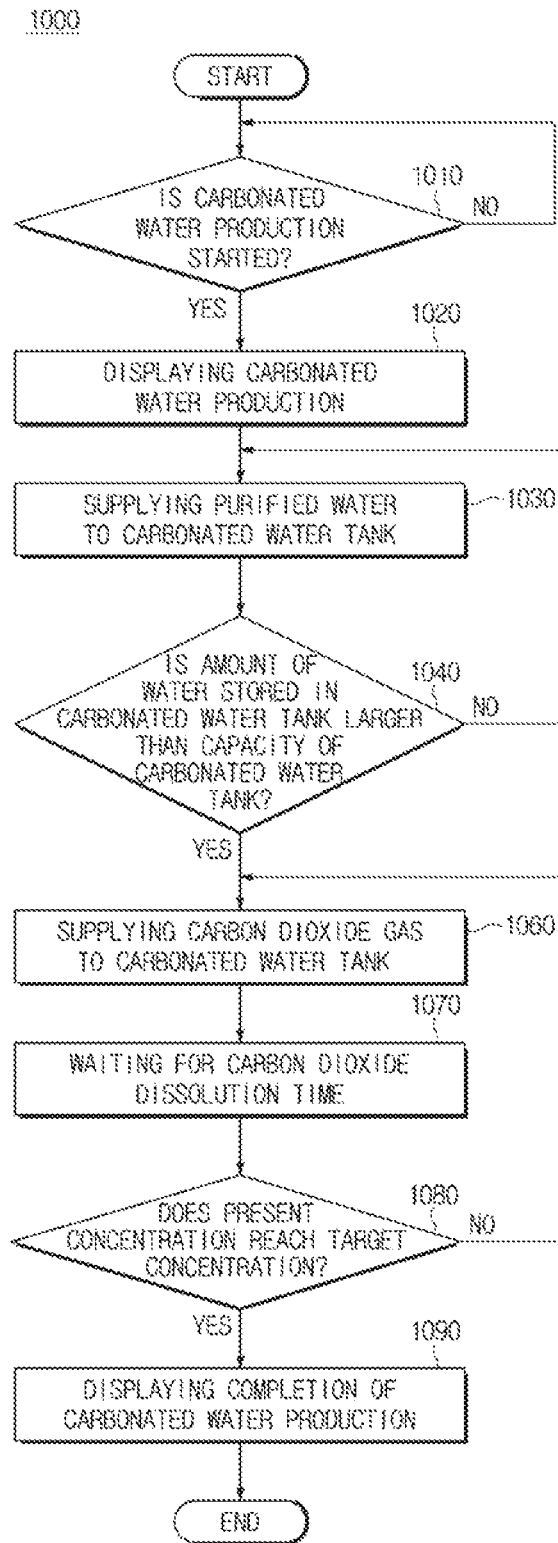 1000
START
IS CARBONATED
WATER PRODUCTION
STARTED?
1010
NO
YES
1020
DISPLAYING CARBONATED
WATER PRODUCTION
SUPPLYING PURIFIED WATER
TO CARBONATED WATER TANK
1030
IS AMOUNT OF
WATER STORED IN
CARBONATED WATER TANK LARGER
THAN CAPACITY OF
CARBONATED WATER
TANK?
1040
NO
YES
SUPPLYING CARBON DIOXIDE GAS
TO CARBONATED WATER TANK
1060
1070
WAITING FOR CARBON DIOXIDE
DISSOLUTION TIME
DOES PRESENT
CONCENTRATION REACH TARGET
CONCENTRATION?
1080
NO
YES
1090
DISPLAYING COMPLETION OF
CARBONATED WATER PRODUCTION
END